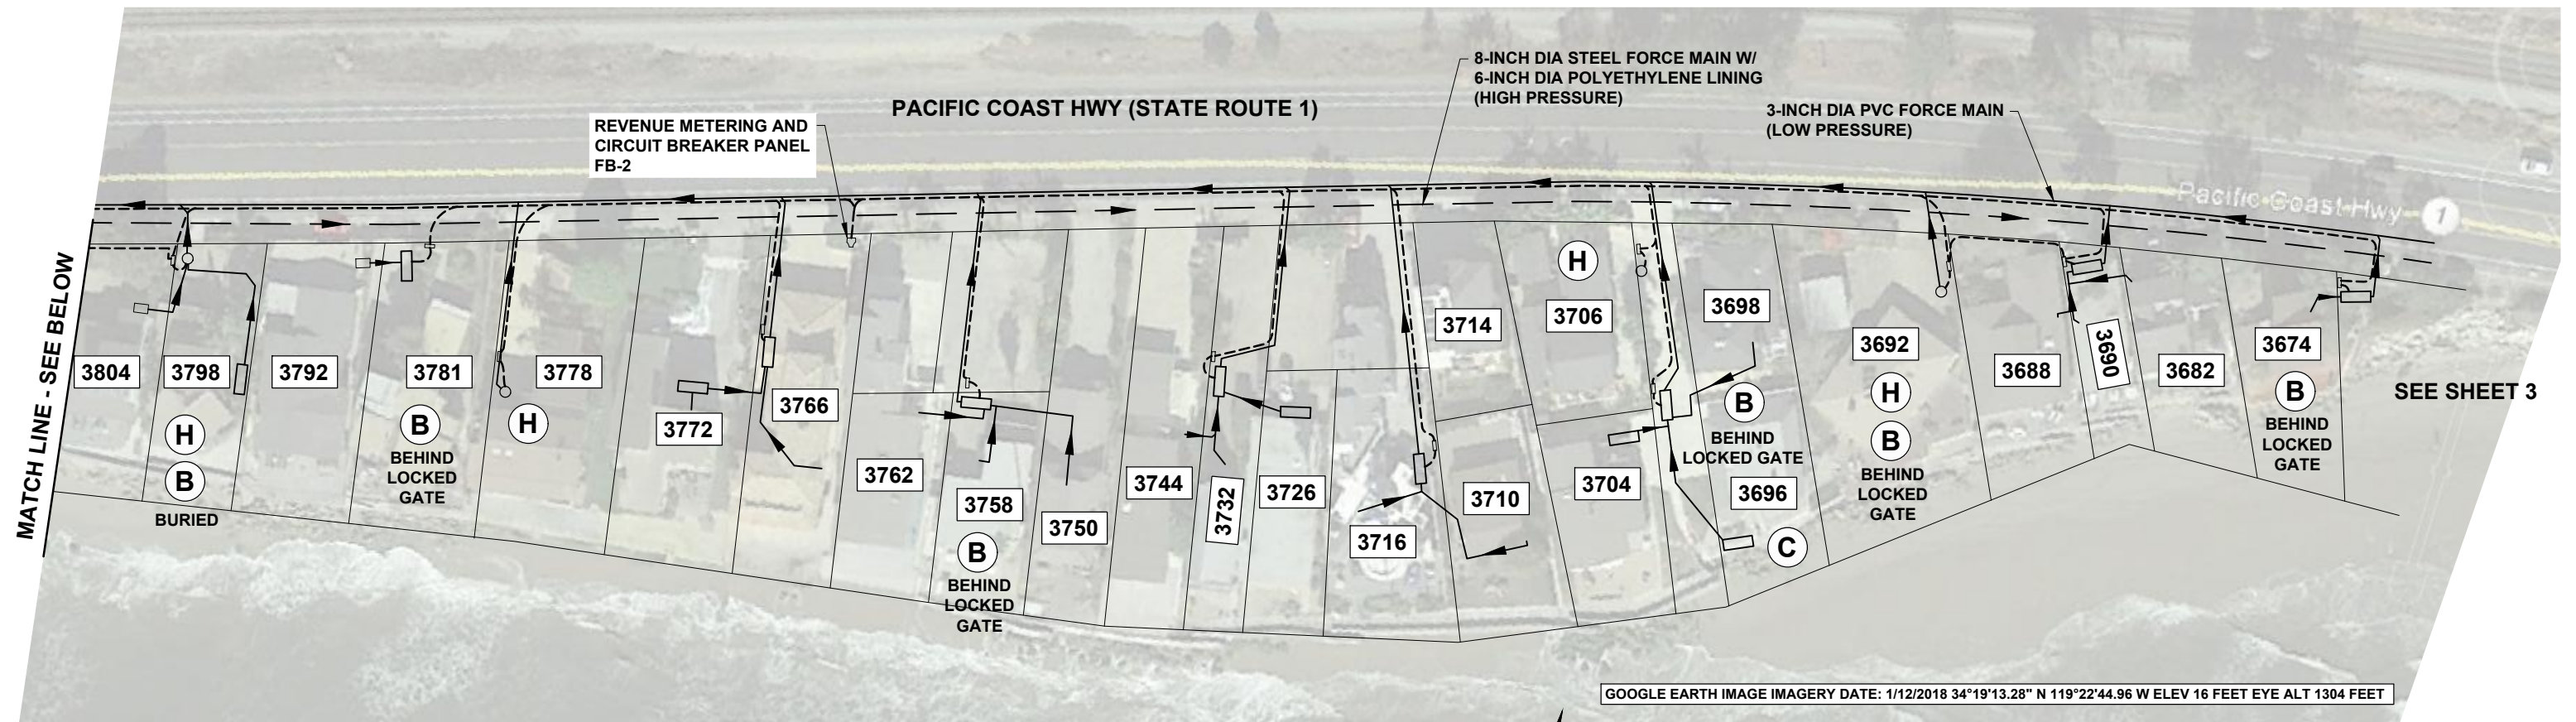 8-INCH DIA STEEL FORCE MAIN W/
6-INCH DIA POLYETHYLENE LINING
(HIGH PRESSURE)
PACIFIC COAST HWY (STATE ROUTE 1)
3-INCH DIA PVC FORCE MAIN
(LOW PRESSURE)
REVENUE METERING AND
CIRCUIT BREAKER PANEL
FB-2
Pacific Coast Hwy
1
MATCH LINE - SEE BELOW
3804
3798
H
B
BURIED
3792
3781
B
BEHIND
LOCKED
GATE
3778
H
3772
3766
3762
3758
B
BEHIND
LOCKED
GATE
3750
3744
3732
3726
3716
3714
3710
H
3706
3704
3698
B
BEHIND
LOCKED GATE
3696
C
3692
H
B
BEHIND
LOCKED
GATE
3688
3690
3682
3674
B
BEHIND
LOCKED
GATE
SEE SHEET 3
GOOGLE EARTH IMAGE IMAGERY DATE: 1/12/2018 34°19'13.28" N 119°22'44.96 W ELEV 16 FEET EYE ALT 1304 FEET